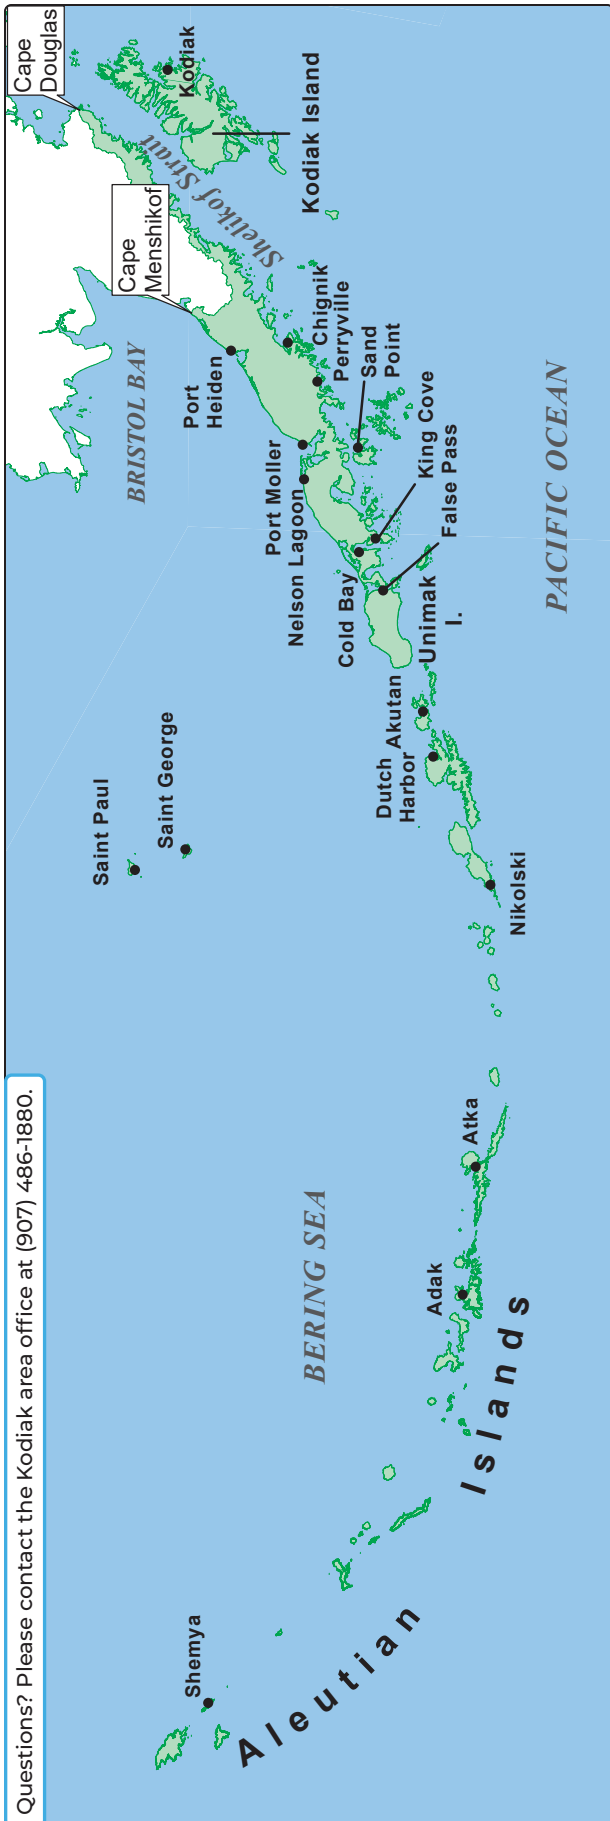 Questions? Please contact the Kodiak area office at (907) 486-1880.
Cape
Douglas
Kodiak
Kodiak Island
Shelikof Strait
Cape
Menshikof
BRISTOL BAY
Port
Heiden
Chignik
Perryville
Sand
Point
Port Moller
Nelson Lagoon
King Cove
False Pass
Cold Bay
Unimak
I.
PACIFIC OCEAN
Akutan
Dutch
Harbor
Saint Paul
Saint George
Nikolski
BERING SEA
Atka
Adak
Shemya
Aleutian
Islands